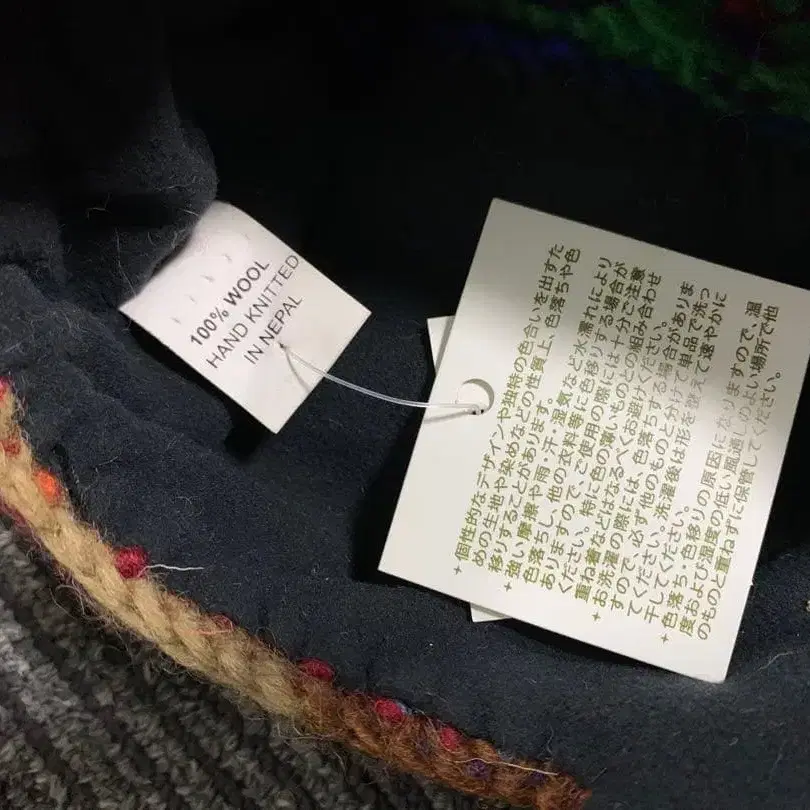 100% WOOL
HAND KNITTED
IN NEPAL
+ 個性的なデザインや独特の色合いを出すた
めの生地や染めなどの性質上、色落ちや色
移りすることがあります。
+ 強い摩擦や雨、汗、湿気など水濡れにより
色落ちし、他の衣料等に色移りする場合が
ありますので、ご使用の際には十分ご注意
ください。特に色の薄いものとの組み合わせ
重ね着などはなるべくお避けください。
+ お洗濯の際には、色落ちする場合がありま
すので、必ず他のものと分けて単品で洗っ
てください。洗濯後は形を整えて速やかに
干してください。
+ 色落ち・色移りの原因になりますので、温
度および湿度の低い風通しのよい場所で他
のものと重ねずに保管してください。